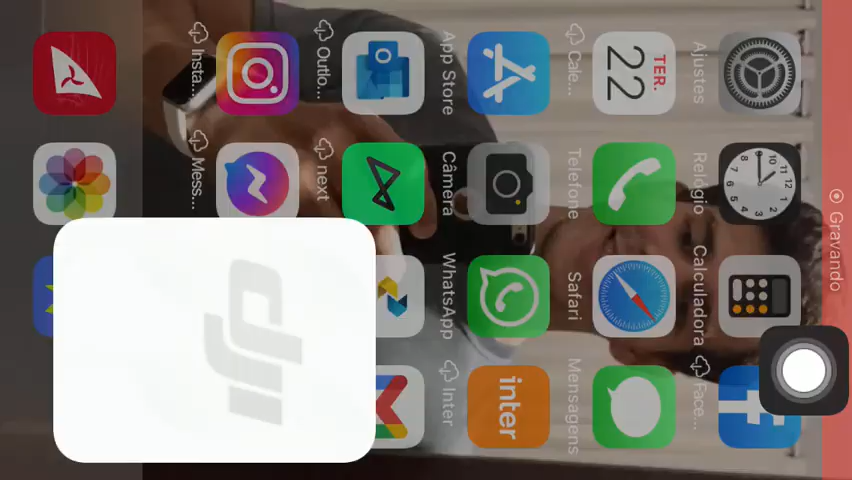 Gravando
Ajustes Relógio Calculadora Face...
TER.
22
Cale... Telefone Safari Mensagens
inter
App Store Câmera WhatsApp Inter
Outlo... next
Insta... Mess...
dji